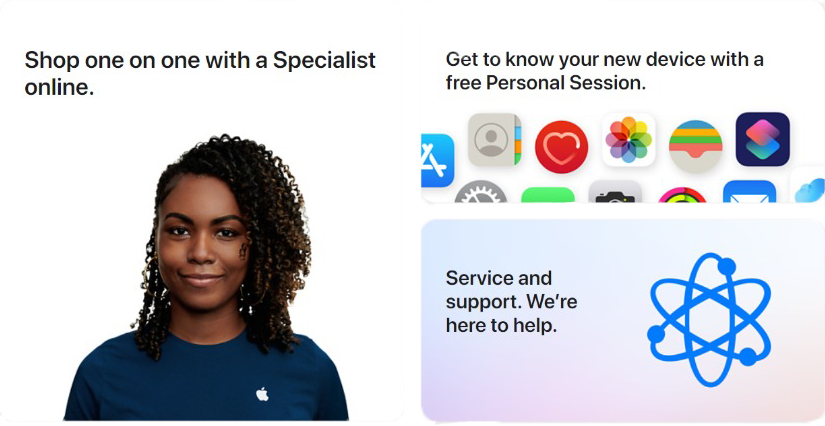 Shop one on one with a Specialist
online.
Get to know your new device with a
free Personal Session.
Service and
support. We’re
here to help.